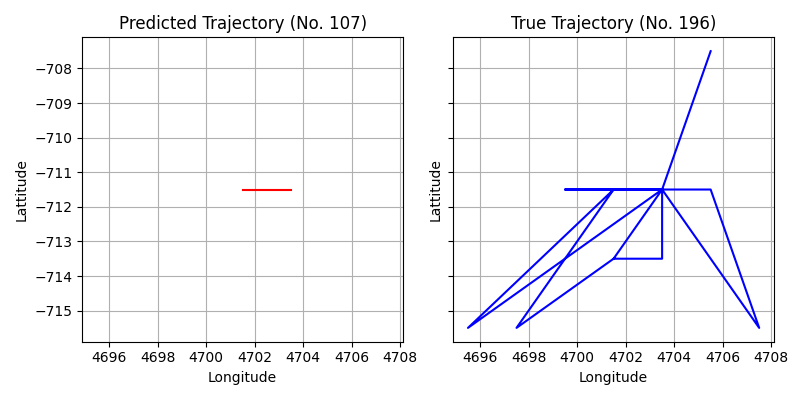 Predicted Trajectory (No. 107)
True Trajectory (No. 196)
−708
−709
−710
−711
−712
−713
−714
−715
Lattitude
Lattitude
4696 4698 4700 4702 4704 4706 4708
4696 4698 4700 4702 4704 4706 4708
Longitude
Longitude